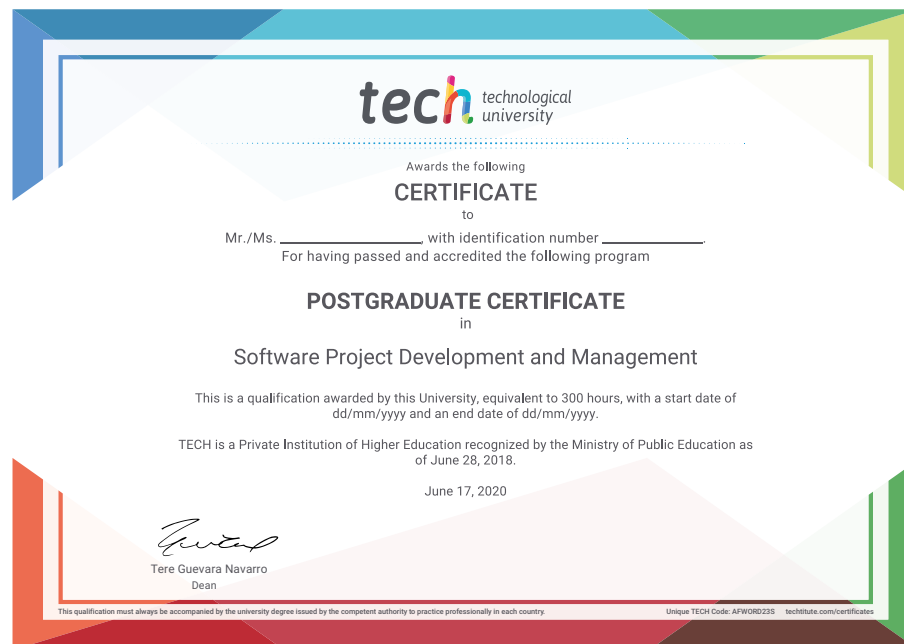 tech technological
university
Awards the following
CERTIFICATE
to
Mr./Ms. ____________________, with identification number ______________.
For having passed and accredited the following program
POSTGRADUATE CERTIFICATE
in
Software Project Development and Management
This is a qualification awarded by this University, equivalent to 300 hours, with a start date of
dd/mm/yyyy and an end date of dd/mm/yyyy.
TECH is a Private Institution of Higher Education recognized by the Ministry of Public Education as
of June 28, 2018.
June 17, 2020
Tere Guevara Navarro
Dean
This qualification must always be accompanied by the university degree issued by the competent authority to practice professionally in each country. Unique TECH Code: AFWORD23S techtitute.com/certificates